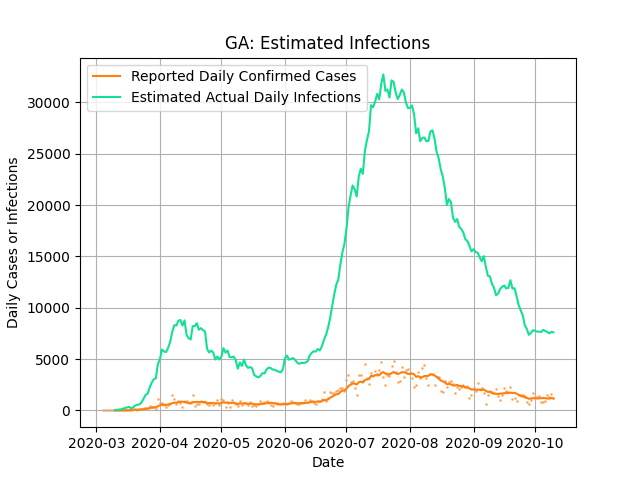 GA: Estimated Infections
Reported Daily Confirmed Cases
Estimated Actual Daily Infections
Daily Cases or Infections
30000
25000
20000
15000
10000
5000
0
2020-03 2020-04 2020-05 2020-06 2020-07 2020-08 2020-09 2020-10
Date